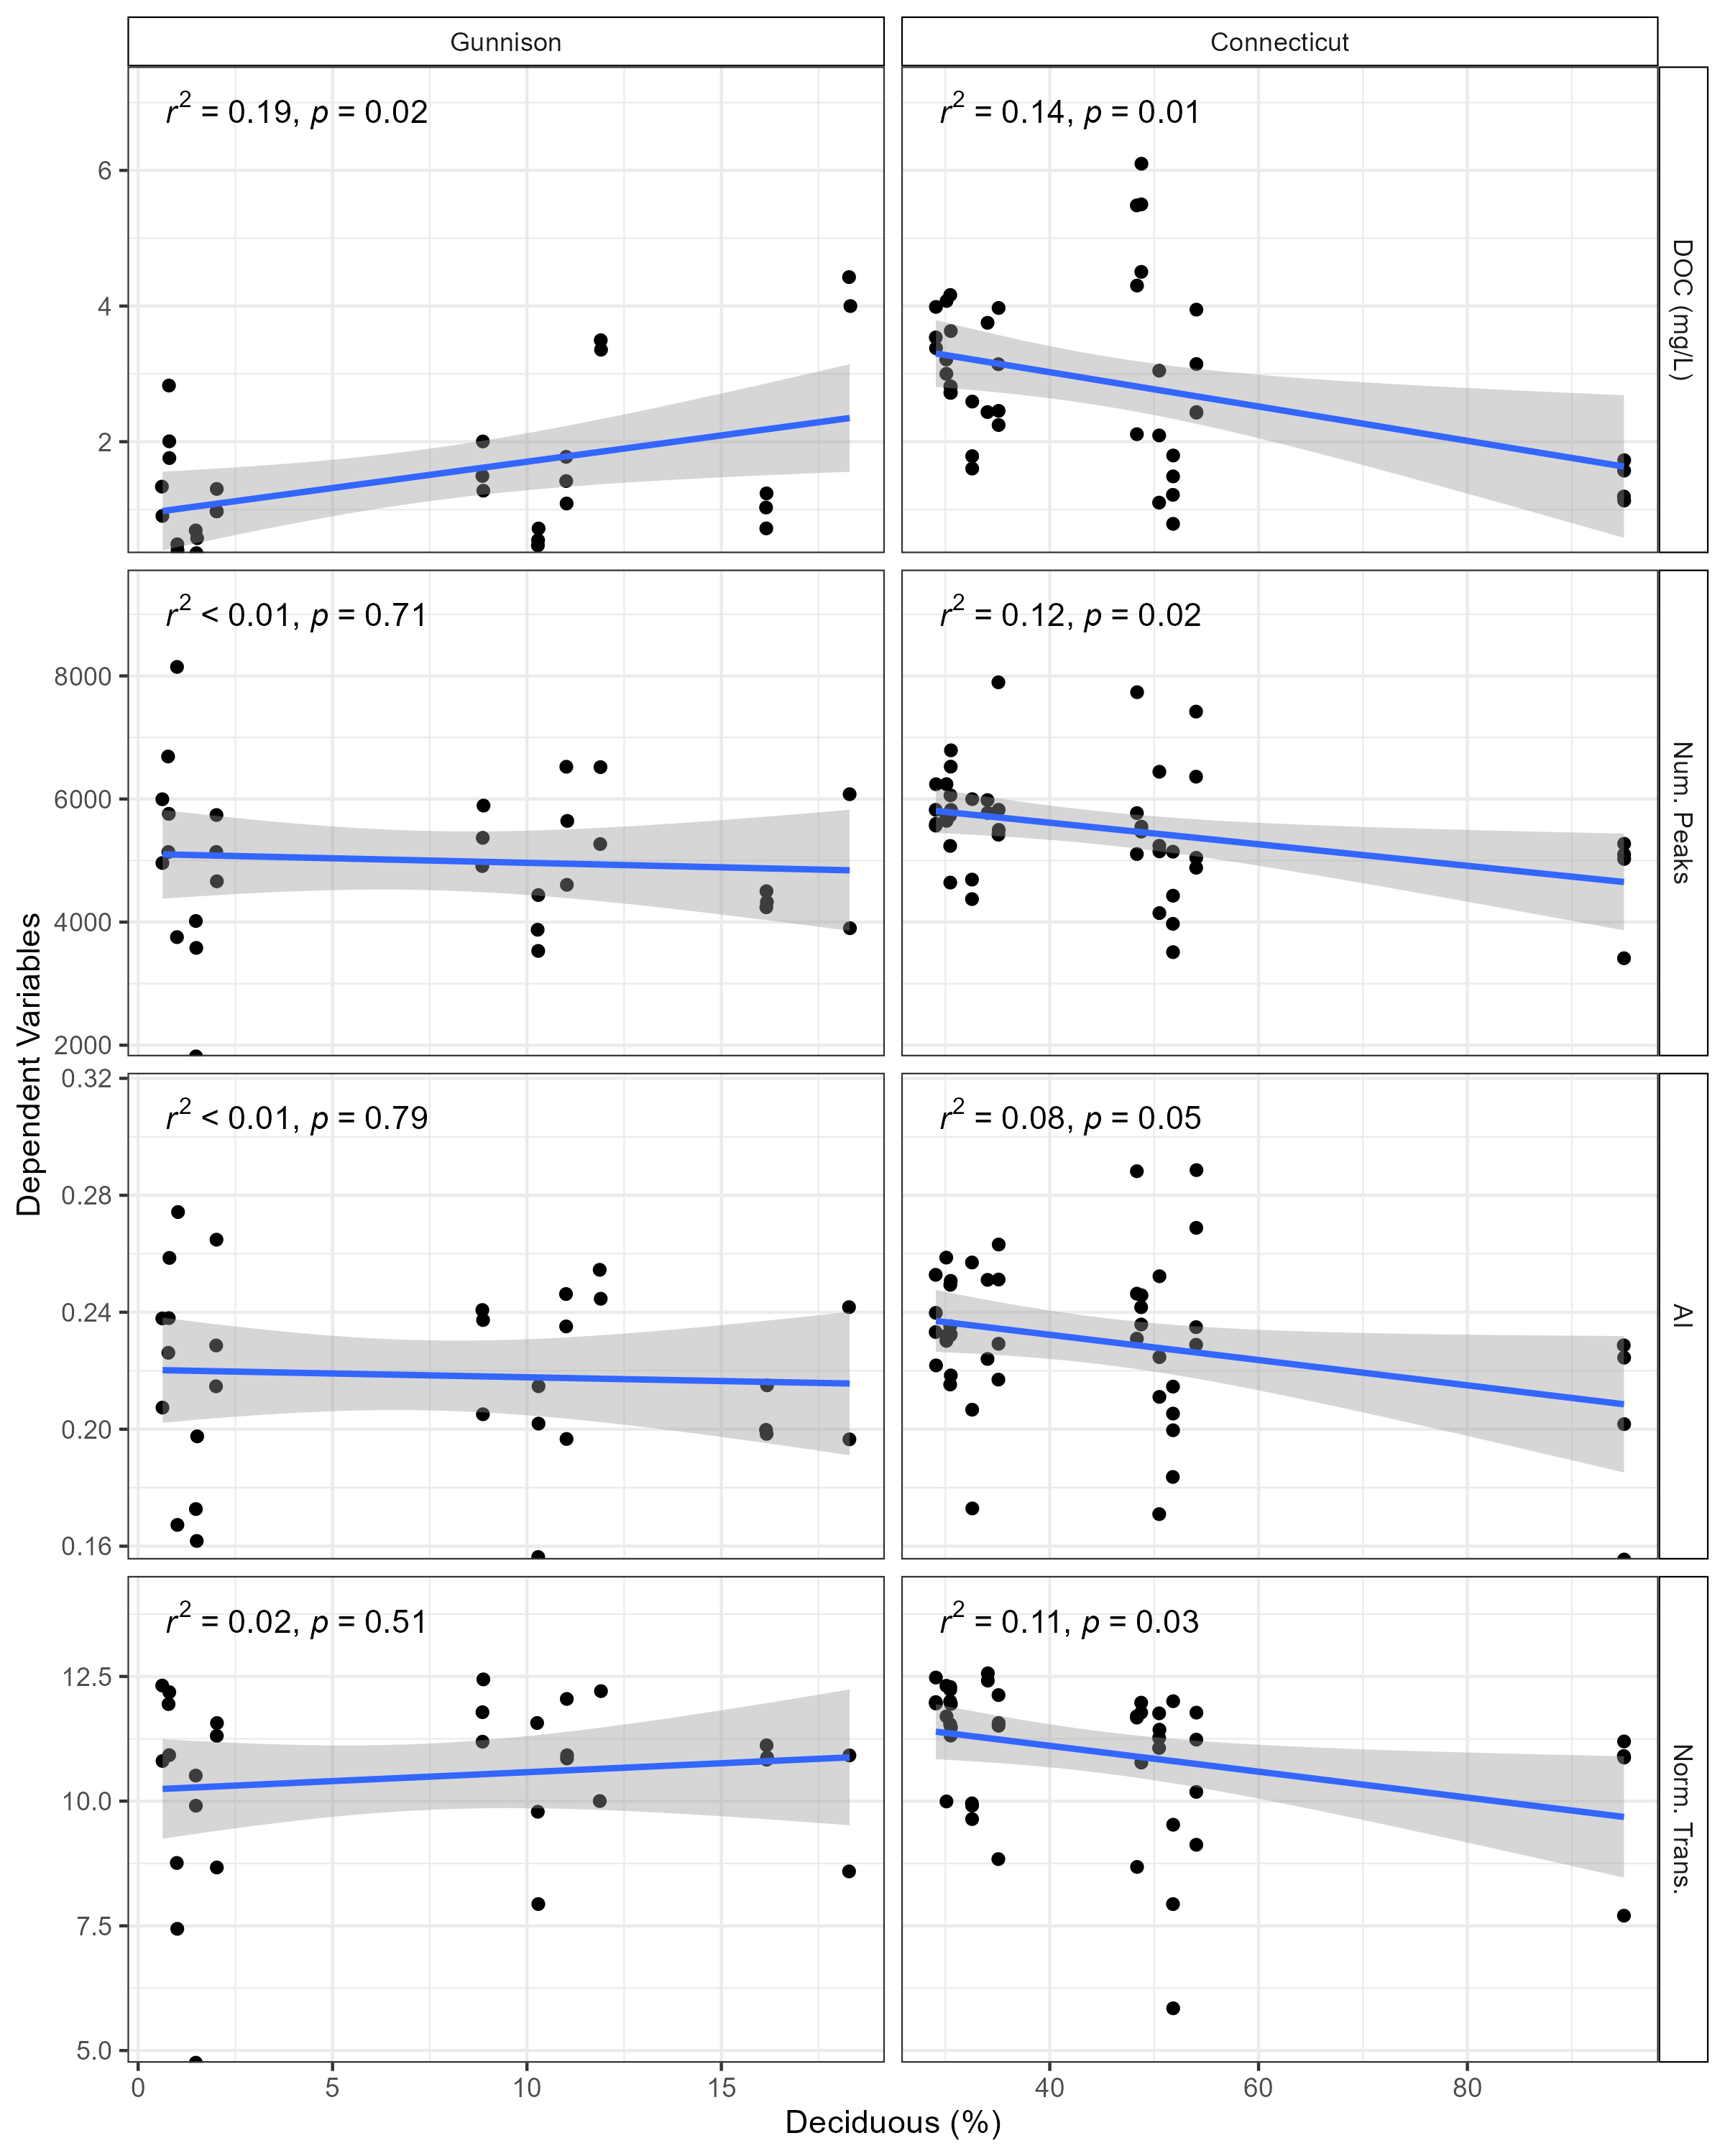 Gunnison
Connecticut
r² = 0.19, p = 0.02
r² = 0.14, p = 0.01
6
4
2
DOC (mg/L)
r² < 0.01, p = 0.71
r² = 0.12, p = 0.02
8000
6000
4000
2000
Num. Peaks
Dependent Variables
r² < 0.01, p = 0.79
r² = 0.08, p = 0.05
0.32
0.28
0.24
0.20
0.16
AI
r² = 0.02, p = 0.51
r² = 0.11, p = 0.03
12.5
10.0
7.5
5.0
Norm. Trans.
0 5 10 15
40 60 80
Deciduous (%)